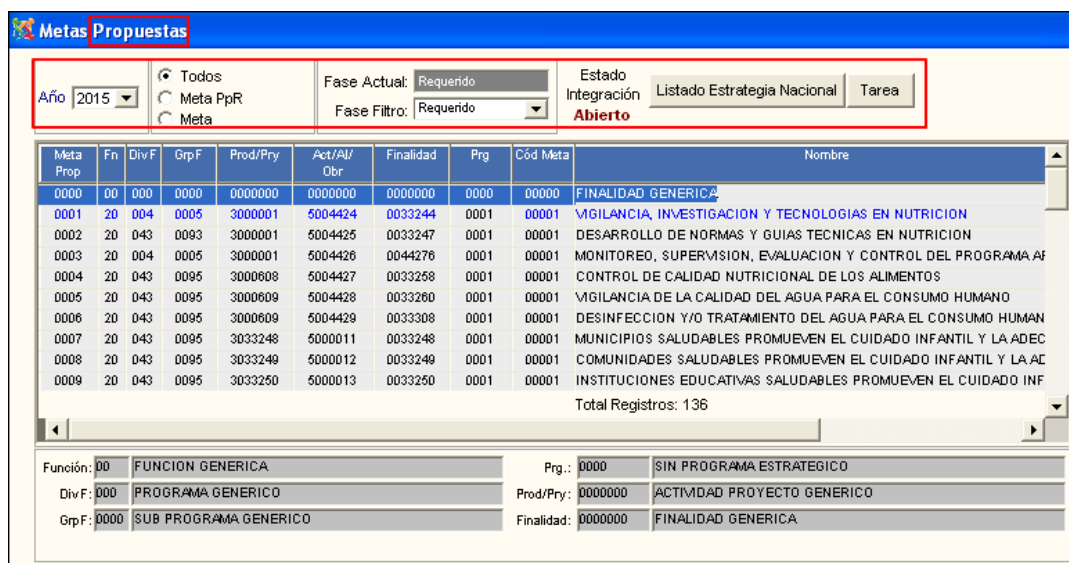 Metas Propuestas
Año 2015
Todos
Meta PpR
Meta
Fase Actual: Requerido
Fase Filtro: Requerido
Estado Integración
Abierto
Listado Estrategia Nacional
Tarea
Meta Prop Fn DivF GrpF Prod/Pry Act/AI/Obr Finalidad Prg Cód Meta Nombre
0000 00 000 0000 0000000 0000000 0000000 0000 00000 FINALIDAD GENERICA
0001 20 004 0005 3000001 5004424 0033244 0001 00001 VIGILANCIA, INVESTIGACION Y TECNOLOGIAS EN NUTRICION
0002 20 043 0093 3000001 5004425 0033247 0001 00001 DESARROLLO DE NORMAS Y GUIAS TECNICAS EN NUTRICION
0003 20 004 0005 3000001 5004426 0044276 0001 00001 MONITOREO, SUPERVISION, EVALUACION Y CONTROL DEL PROGRAMA AR
0004 20 043 0095 3000608 5004427 0033258 0001 00001 CONTROL DE CALIDAD NUTRICIONAL DE LOS ALIMENTOS
0005 20 043 0095 3000609 5004428 0033260 0001 00001 VIGILANCIA DE LA CALIDAD DEL AGUA PARA EL CONSUMO HUMANO
0006 20 043 0095 3000609 5004429 0033308 0001 00001 DESINFECCION Y/O TRATAMIENTO DEL AGUA PARA EL CONSUMO HUMAN
0007 20 043 0095 3033248 5000011 0033248 0001 00001 MUNICIPIOS SALUDABLES PROMUEVEN EL CUIDADO INFANTIL Y LA ADEC
0008 20 043 0095 3033249 5000012 0033249 0001 00001 COMUNIDADES SALUDABLES PROMUEVEN EL CUIDADO INFANTIL Y LA AD
0009 20 043 0095 3033250 5000013 0033250 0001 00001 INSTITUCIONES EDUCATIVAS SALUDABLES PROMUEVEN EL CUIDADO INF
Total Registros: 136
Función: 00 FUNCION GENERICA
Prg.: 0000 SIN PROGRAMA ESTRATEGICO
DivF: 000 PROGRAMA GENERICO
Prod/Pry: 0000000 ACTIVIDAD PROYECTO GENERICO
GrpF: 0000 SUB PROGRAMA GENERICO
Finalidad: 0000000 FINALIDAD GENERICA